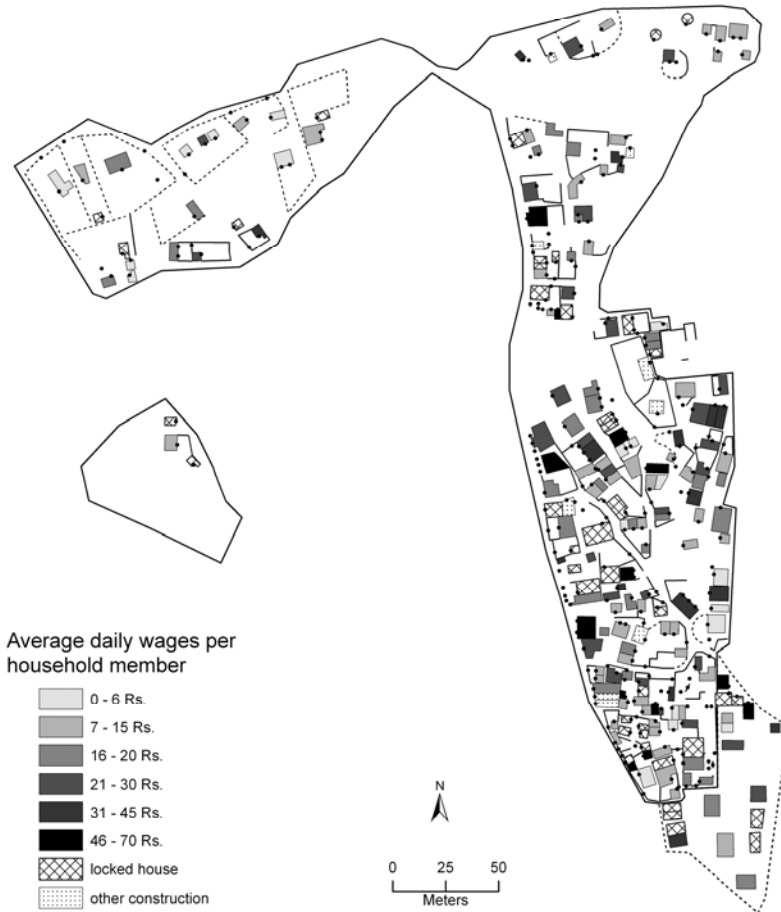 Average daily wages per
household member
0 - 6 Rs.
7 - 15 Rs.
16 - 20 Rs.
21 - 30 Rs.
31 - 45 Rs.
46 - 70 Rs.
locked house
other construction
N
0 25 50
Meters